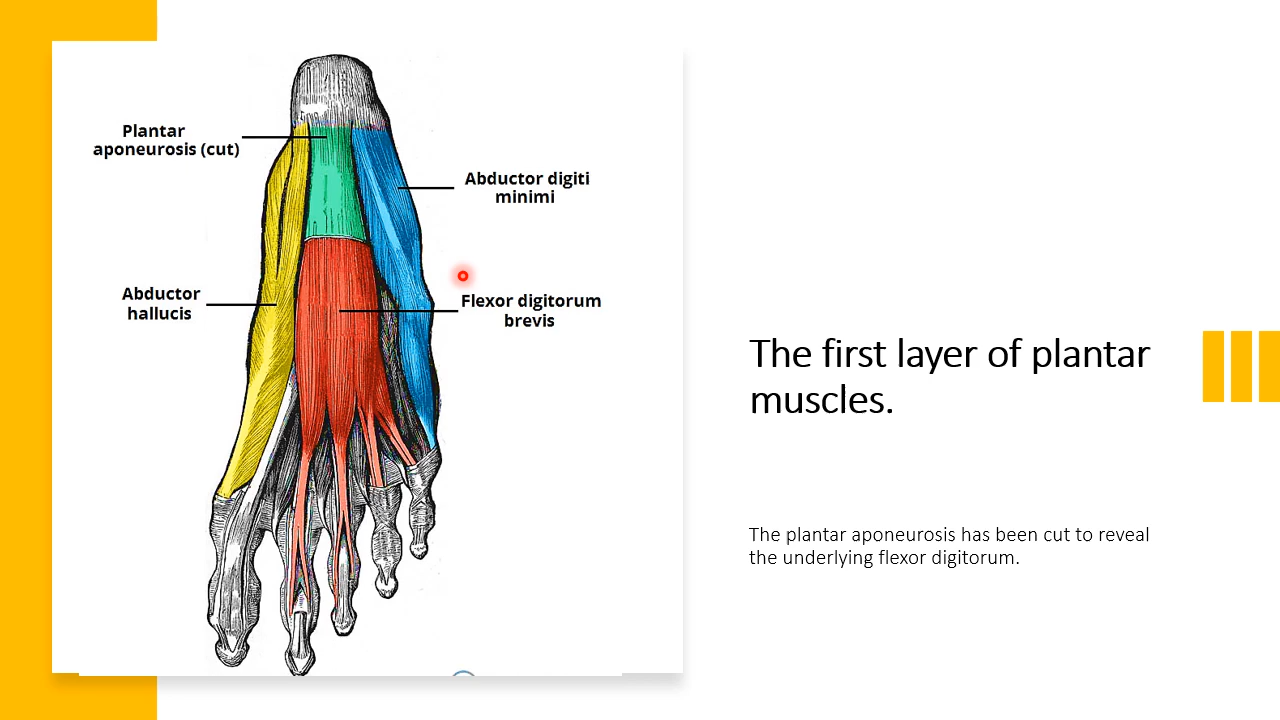 Plantar
aponeurosis (cut)
Abductor digiti
minimi
Abductor
hallucis
Flexor digitorum
brevis
The first layer of plantar
muscles.
The plantar aponeurosis has been cut to reveal
the underlying flexor digitorum.